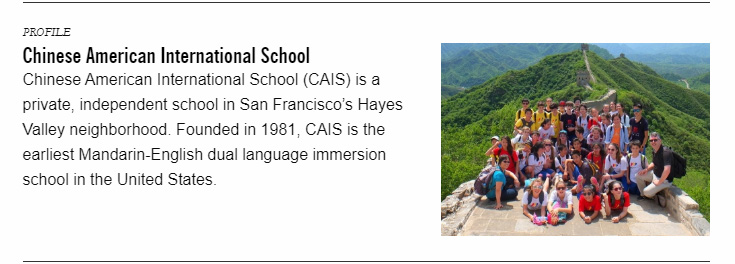 PROFILE
Chinese American International School
Chinese American International School (CAIS) is a
private, independent school in San Francisco’s Hayes
Valley neighborhood. Founded in 1981, CAIS is the
earliest Mandarin-English dual language immersion
school in the United States.